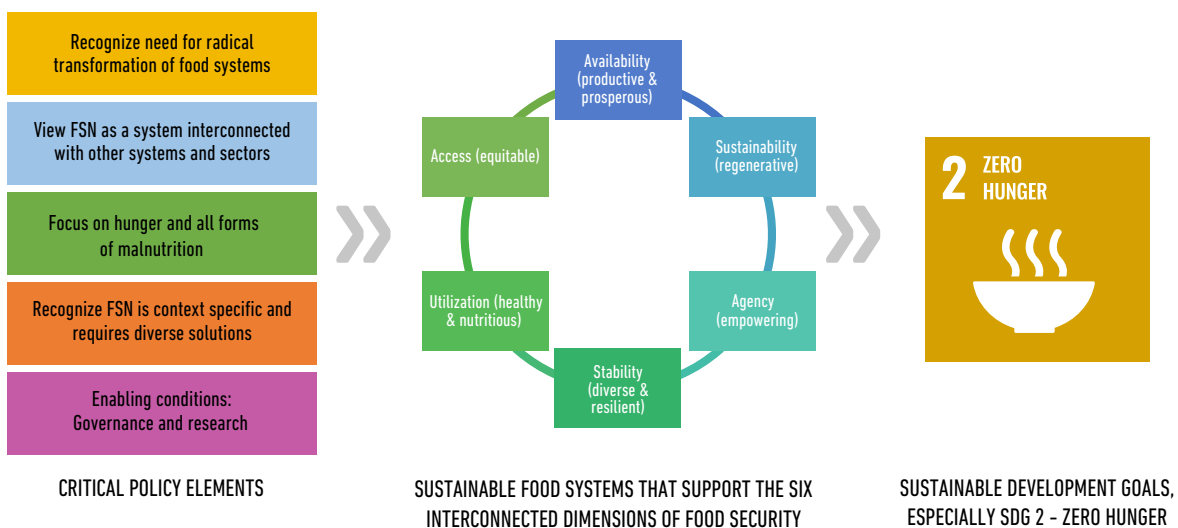 Recognize need for radical
transformation of food systems
View FSN as a system interconnected
with other systems and sectors
Focus on hunger and all forms
of malnutrition
Recognize FSN is context specific and
requires diverse solutions
Enabling conditions:
Governance and research
CRITICAL POLICY ELEMENTS
Availability
(productive &
prosperous)
Sustainability
(regenerative)
Agency
(empowering)
Stability
(diverse &
resilient)
Utilization (healthy
& nutritious)
Access (equitable)
SUSTAINABLE FOOD SYSTEMS THAT SUPPORT THE SIX
INTERCONNECTED DIMENSIONS OF FOOD SECURITY
2 ZERO
HUNGER
SUSTAINABLE DEVELOPMENT GOALS,
ESPECIALLY SDG 2 - ZERO HUNGER